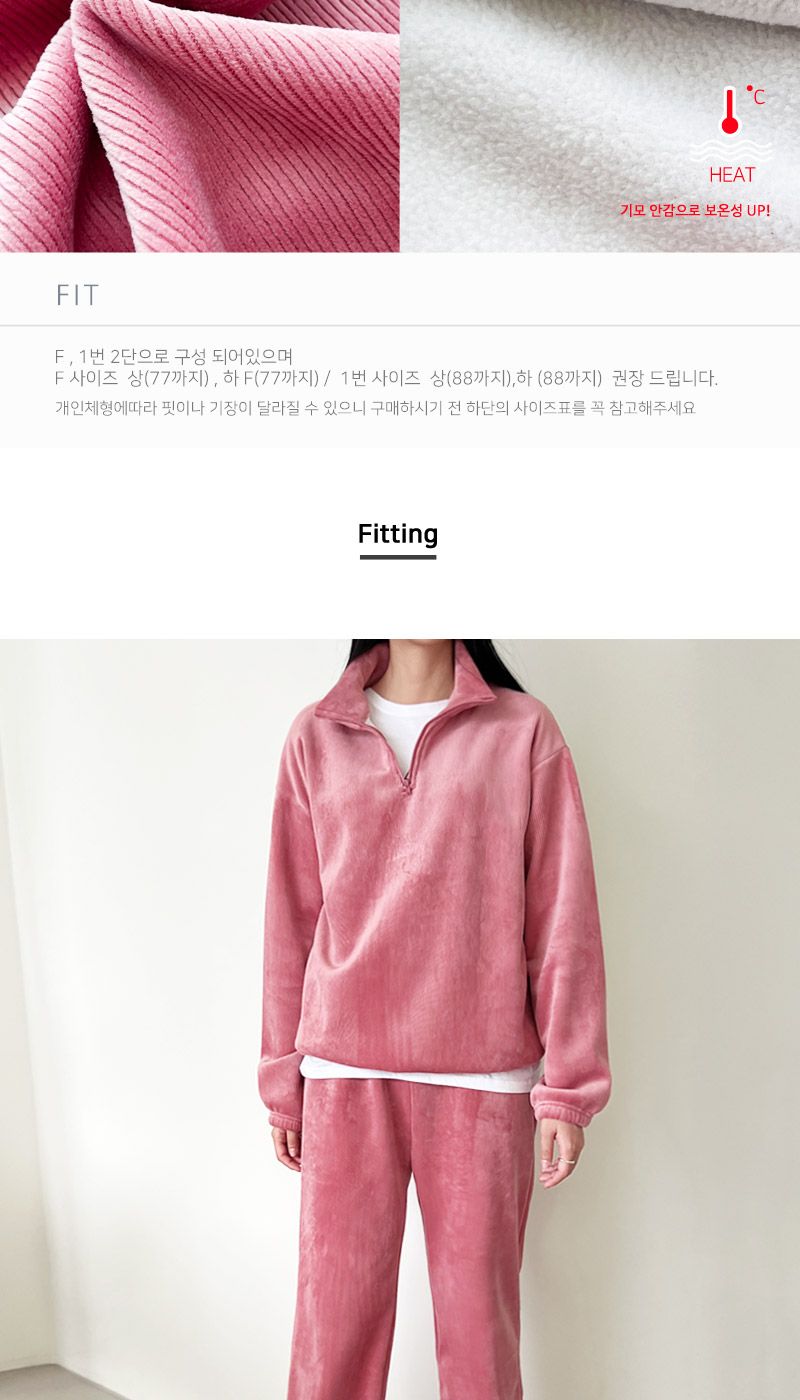 °C
HEAT
기모 안감으로 보온성 UP!
FIT
F , 1번 2단으로 구성 되어있으며
F 사이즈 상(77까지) , 하 F(77까지) / 1번 사이즈 상(88까지),하 (88까지) 권장 드립니다.
개인체형에따라 핏이나 기장이 달라질 수 있으니 구매하시기 전 하단의 사이즈표를 꼭 참고해주세요
Fitting